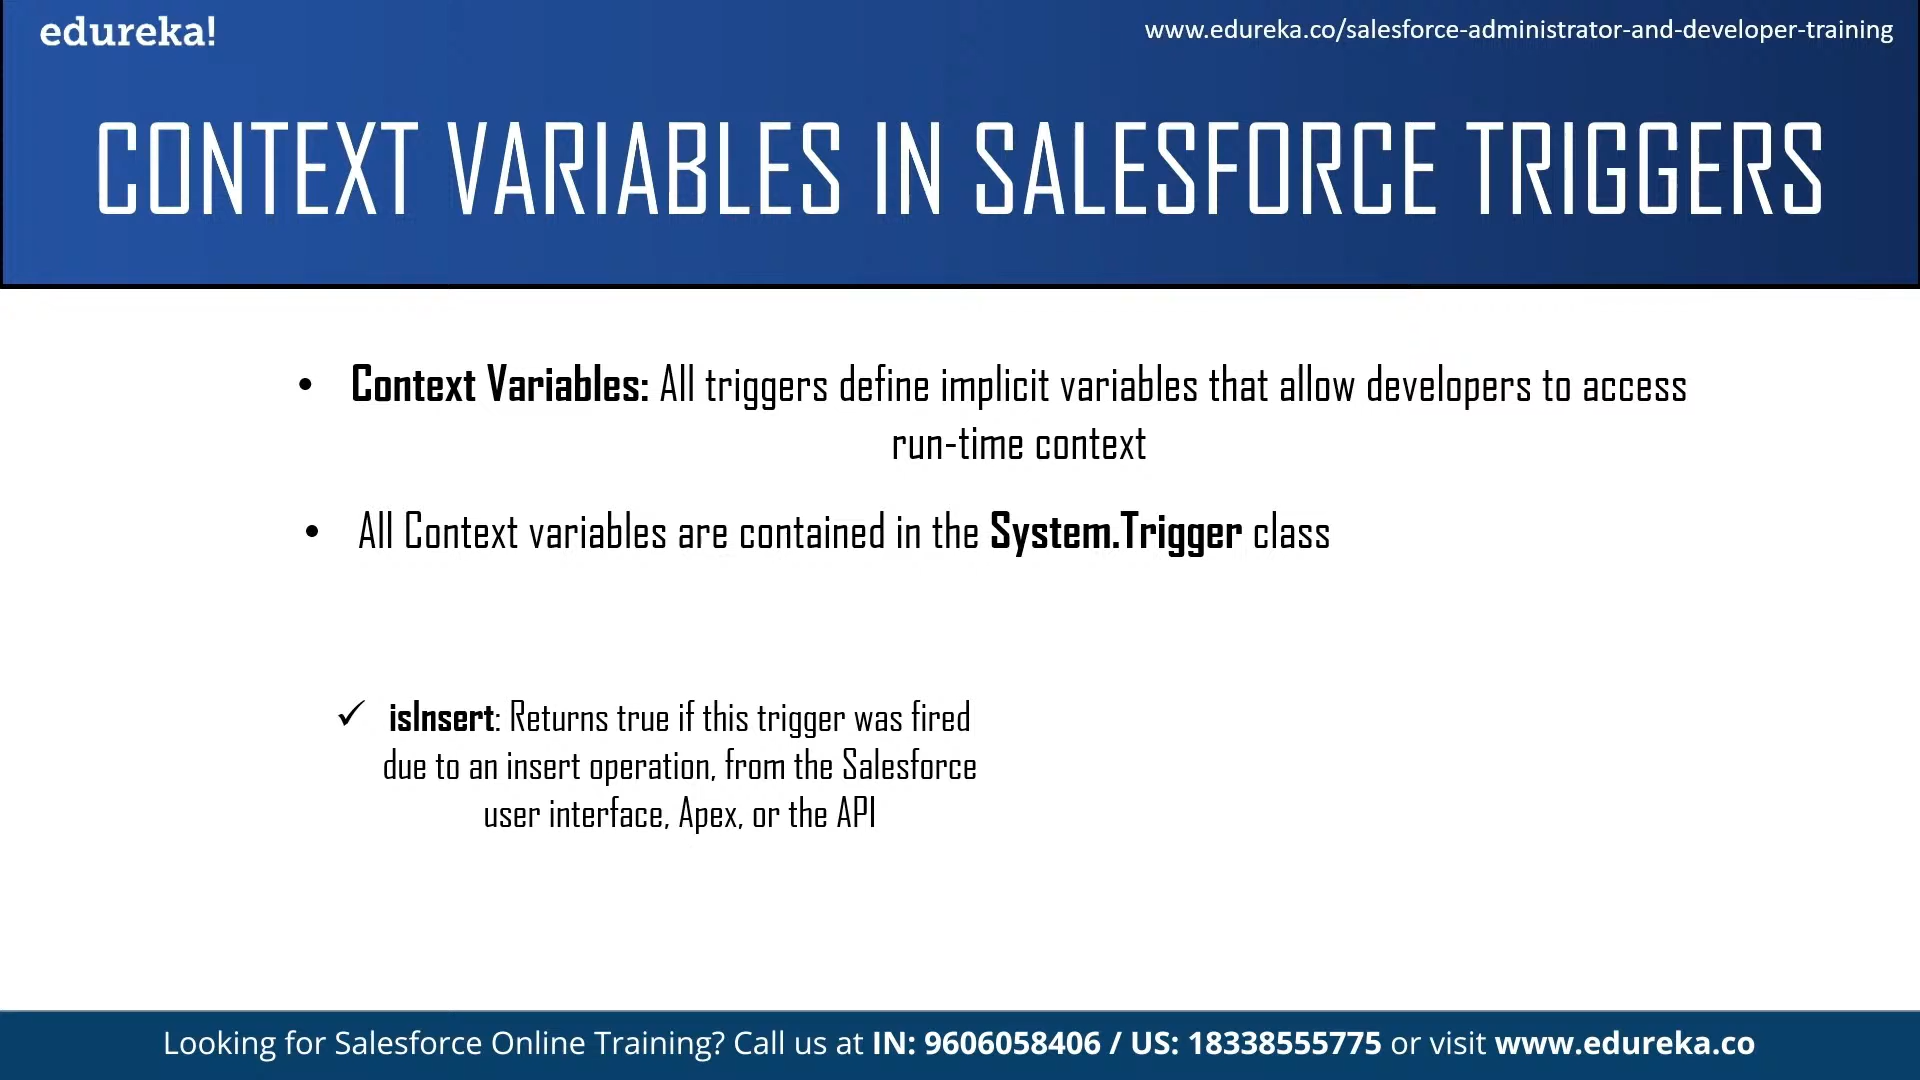 edureka!
www.edureka.co/salesforce-administrator-and-developer-training
CONTEXT VARIABLES IN SALESFORCE TRIGGERS
• Context Variables: All triggers define implicit variables that allow developers to access
run-time context
• All Context variables are contained in the System.Trigger class
✓ isInsert: Returns true if this trigger was fired
due to an insert operation, from the Salesforce
user interface, Apex, or the API
Looking for Salesforce Online Training? Call us at IN: 9606058406 / US: 18338555775 or visit www.edureka.co